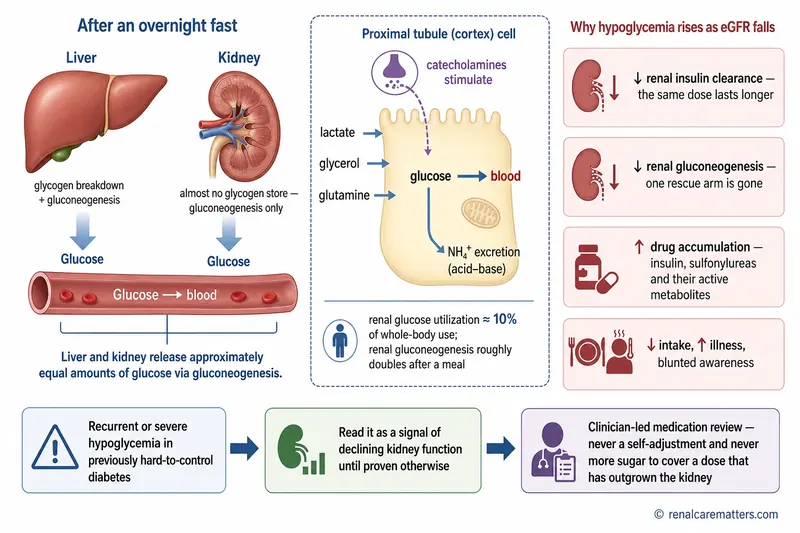 After an overnight fast
Liver
Kidney
glycogen breakdown
+ gluconeogenesis
almost no glycogen store —
gluconeogenesis only
Glucose
Glucose
Glucose → blood
Liver and kidney release approximately
equal amounts of glucose via gluconeogenesis.
Proximal tubule (cortex) cell
catecholamines
stimulate
lactate
glycerol
glutamine
glucose → blood
NH₄⁺ excretion
(acid–base)
renal glucose utilization ≈ 10%
of whole-body use;
renal gluconeogenesis roughly
doubles after a meal
Why hypoglycemia rises as eGFR falls
↓ renal insulin clearance —
the same dose lasts longer
↓ renal gluconeogenesis —
one rescue arm is gone
↑ drug accumulation —
insulin, sulfonylureas
and their active
metabolites
↓ intake, ↑ illness,
blunted awareness
Recurrent or severe
hypoglycemia in
previously hard-to-control
diabetes
Read it as a signal of
declining kidney function
until proven otherwise
Clinician-led medication review —
never a self-adjustment and never
more sugar to cover a dose that
has outgrown the kidney
© renalcarematters.com